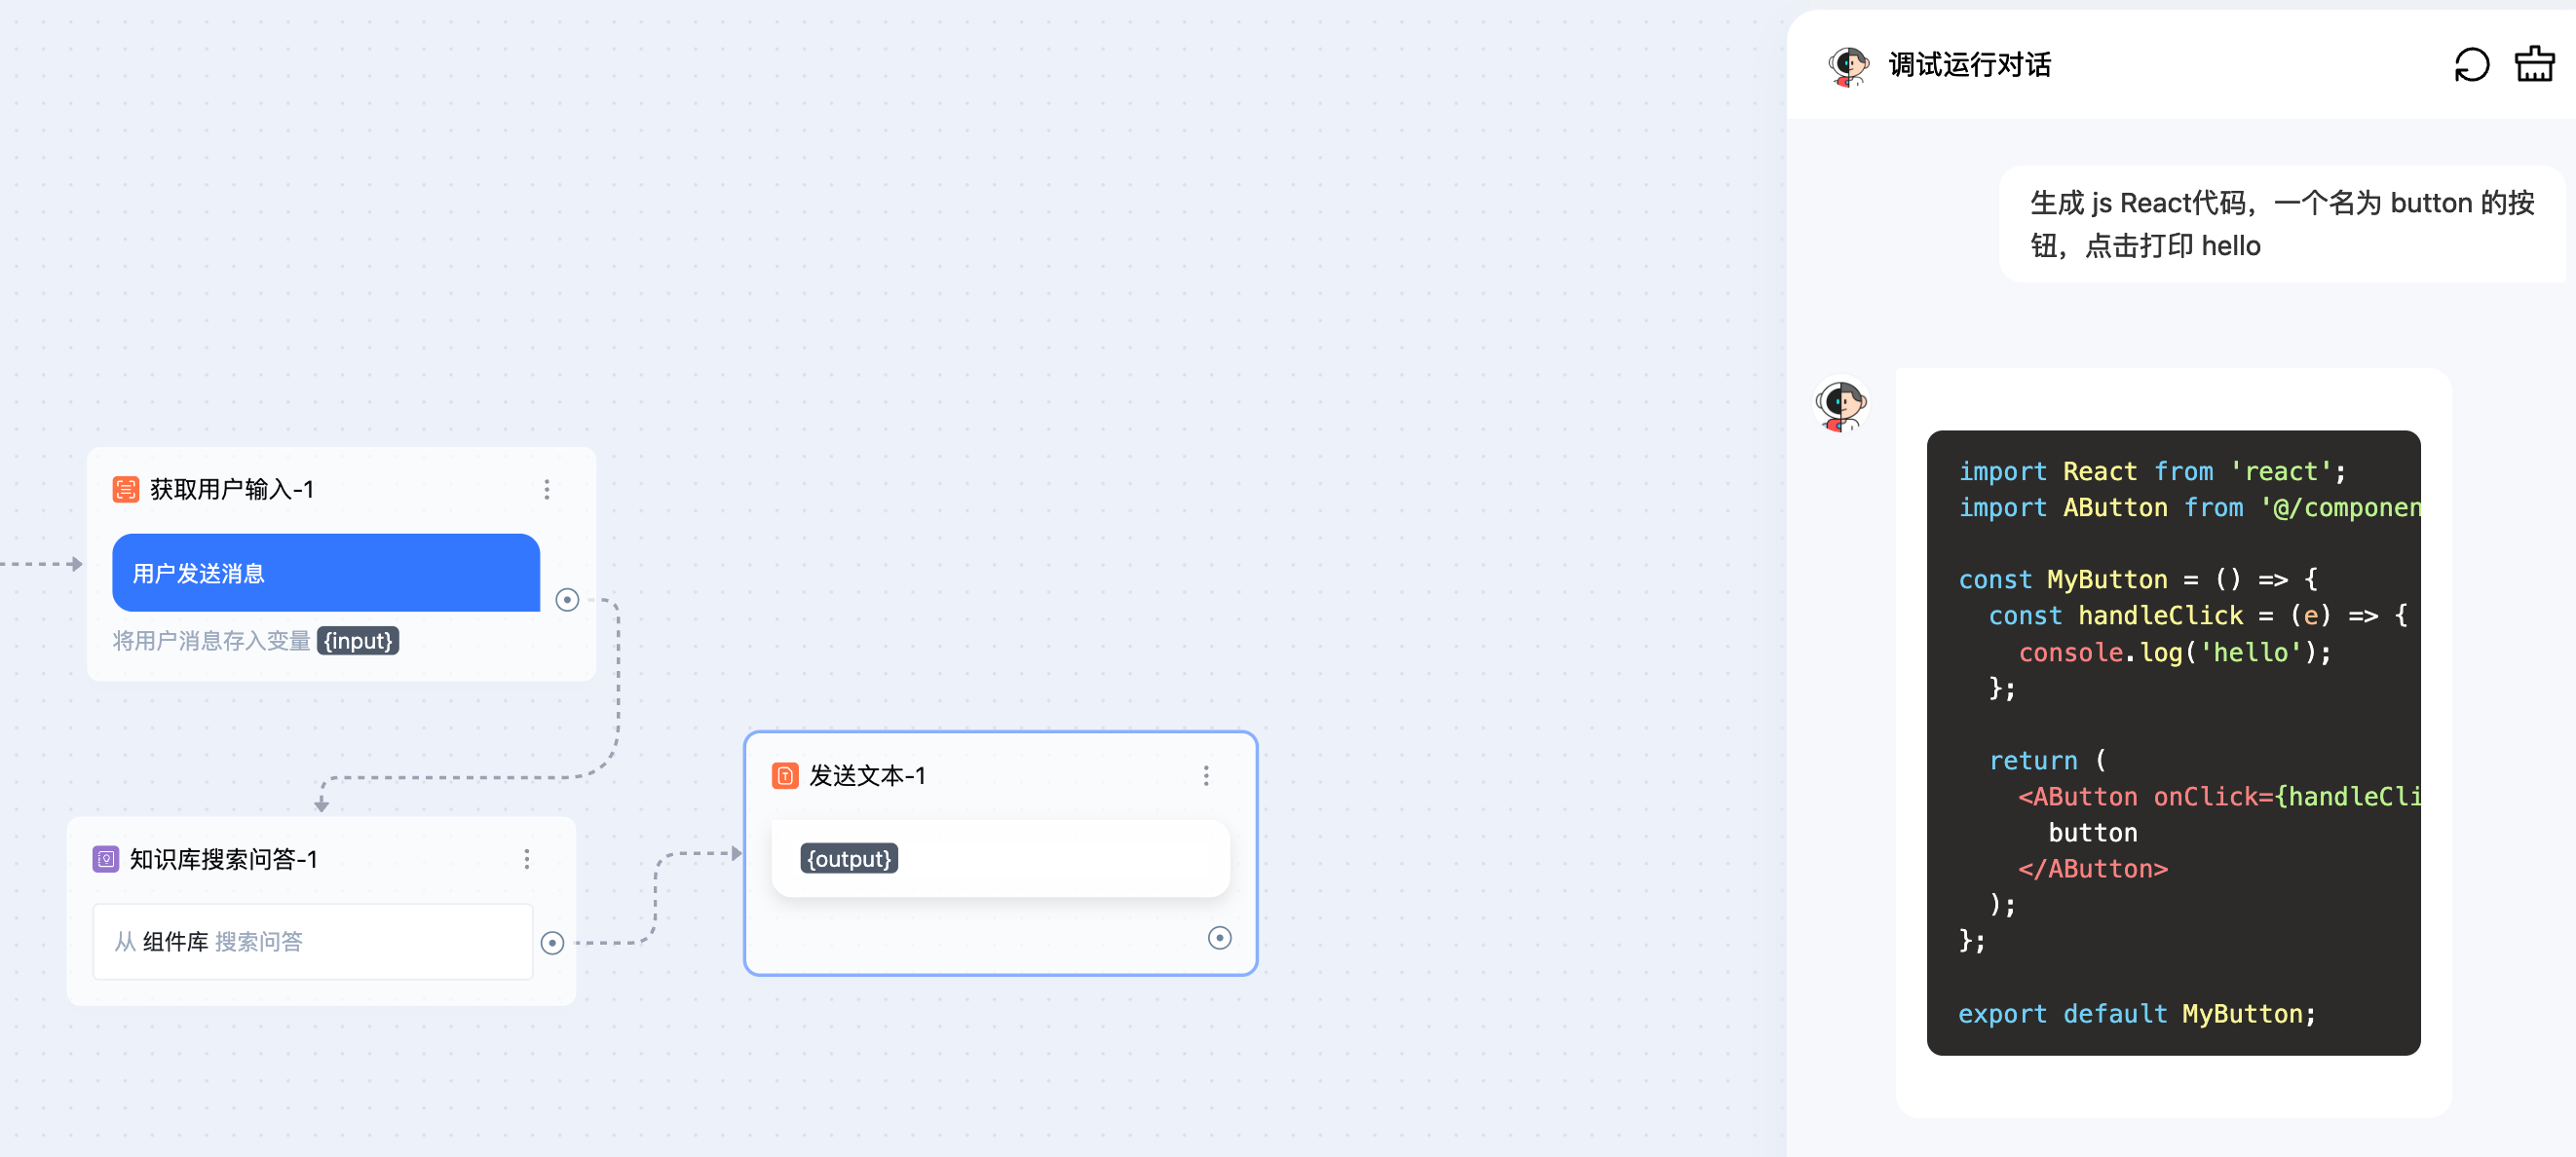 获取用户输入-1
用户发送消息
将用户消息存入变量 {input}
知识库搜索问答-1
从 组件库 搜索问答
发送文本-1
{output}
调试运行对话
生成 js React代码，一个名为 button 的按
钮，点击打印 hello
import React from 'react';
import AButton from '@/componen
const MyButton = () => {
  const handleClick = (e) => {
    console.log('hello');
  };
  return (
    <AButton onClick={handleCli
      button
    </AButton>
  );
};
export default MyButton;